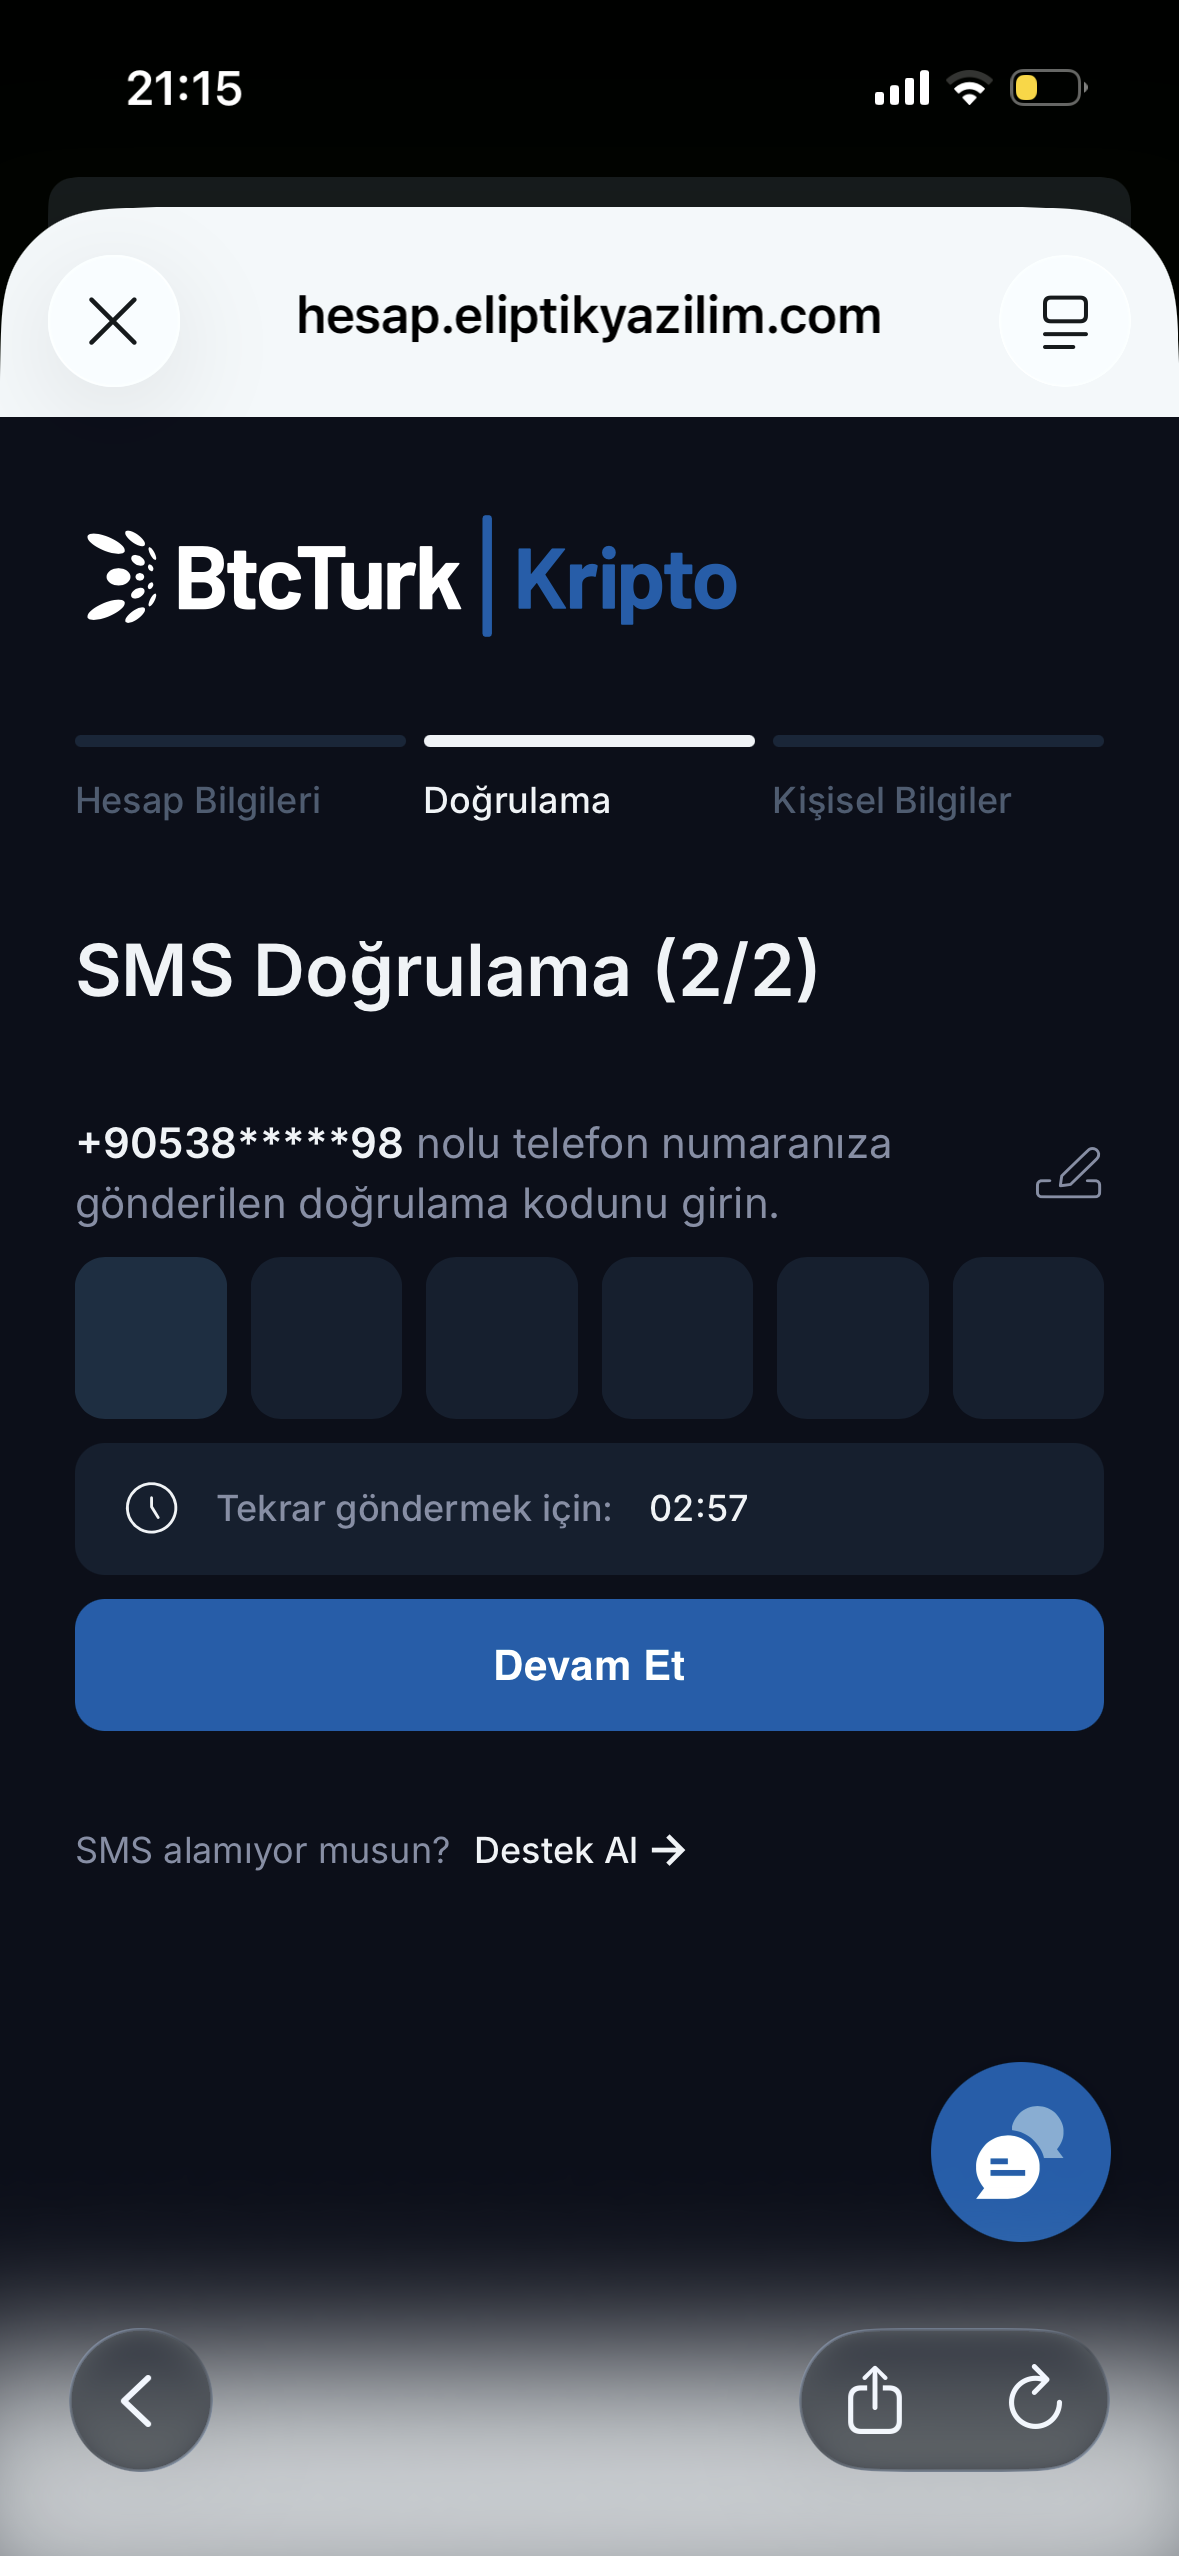 21:15
hesap.eliptikyazilim.com
BtcTurk | Kripto
Hesap Bilgileri
Doğrulama
Kişisel Bilgiler
SMS Doğrulama (2/2)
+90538*****98 nolu telefon numaranıza
gönderilen doğrulama kodunu girin.
Tekrar göndermek için: 02:57
Devam Et
SMS alamıyor musun? Destek Al →